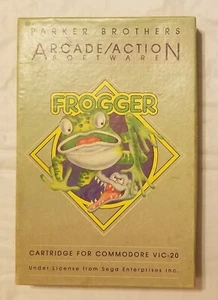 PARKER BROTHERS
ARCADE/ACTION
SOFTWARE
FROGGER
CARTRIDGE FOR COMMODORE VIC-20
Under License from Sega Enterprises Inc.